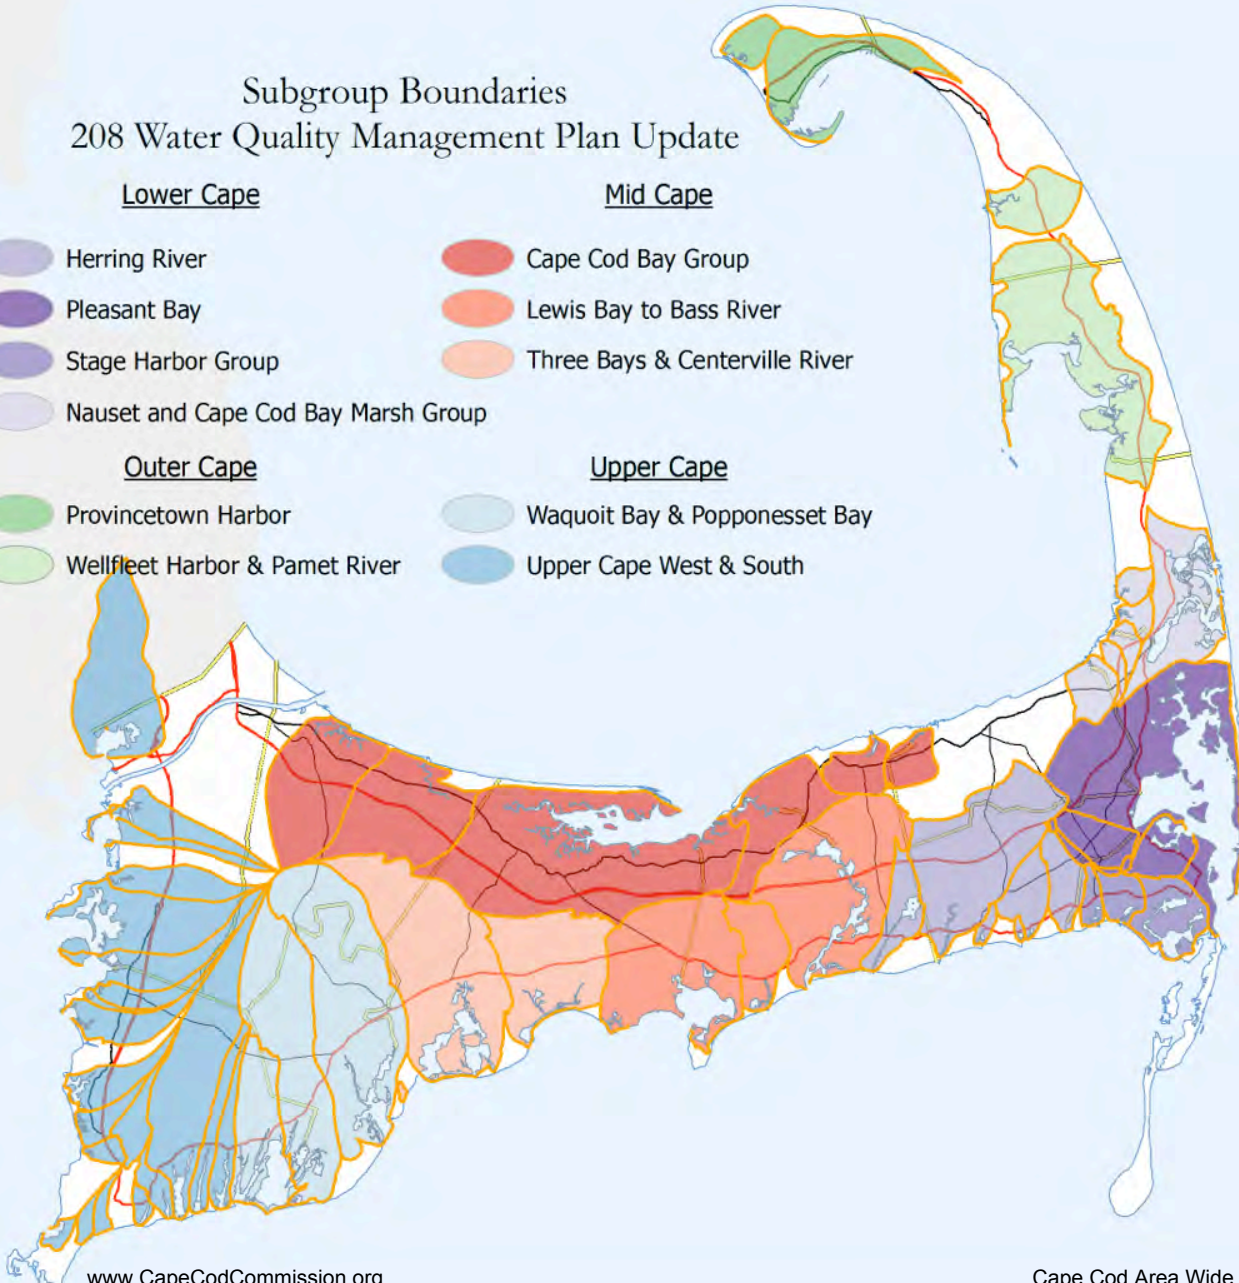 Subgroup Boundaries
208 Water Quality Management Plan Update
Lower Cape
Herring River
Pleasant Bay
Stage Harbor Group
Nauset and Cape Cod Bay Marsh Group
Mid Cape
Cape Cod Bay Group
Lewis Bay to Bass River
Three Bays & Centerville River
Outer Cape
Provincetown Harbor
Wellfleet Harbor & Pamet River
Upper Cape
Waquoit Bay & Popponesset Bay
Upper Cape West & South
www.CapeCodCommission.org
Cape Cod Area Wide